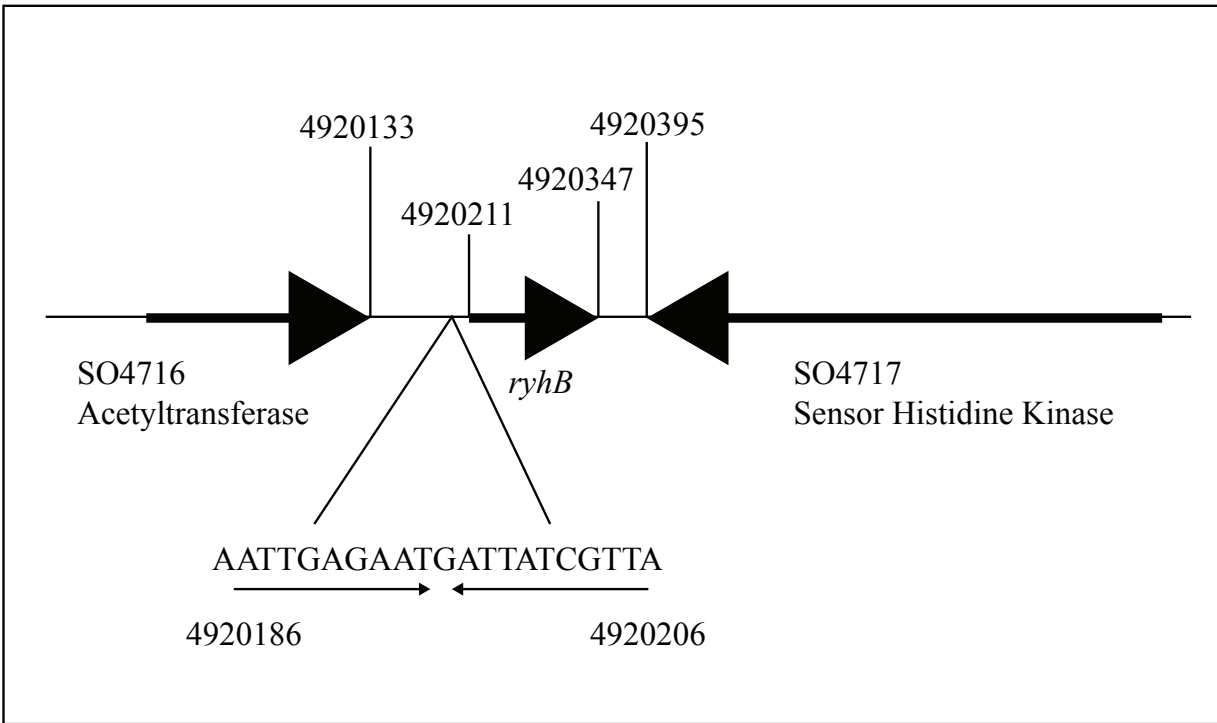 4920133
4920395
4920347
4920211
ryhB
SO4716
Acetyltransferase
SO4717
Sensor Histidine Kinase
AATTGAGAATGATTATCGTTA
4920186
4920206